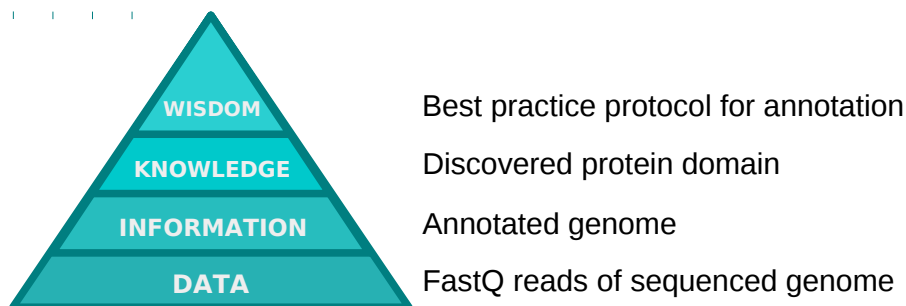 WISDOM Best practice protocol for annotation
KNOWLEDGE Discovered protein domain
INFORMATION Annotated genome
DATA FastQ reads of sequenced genome